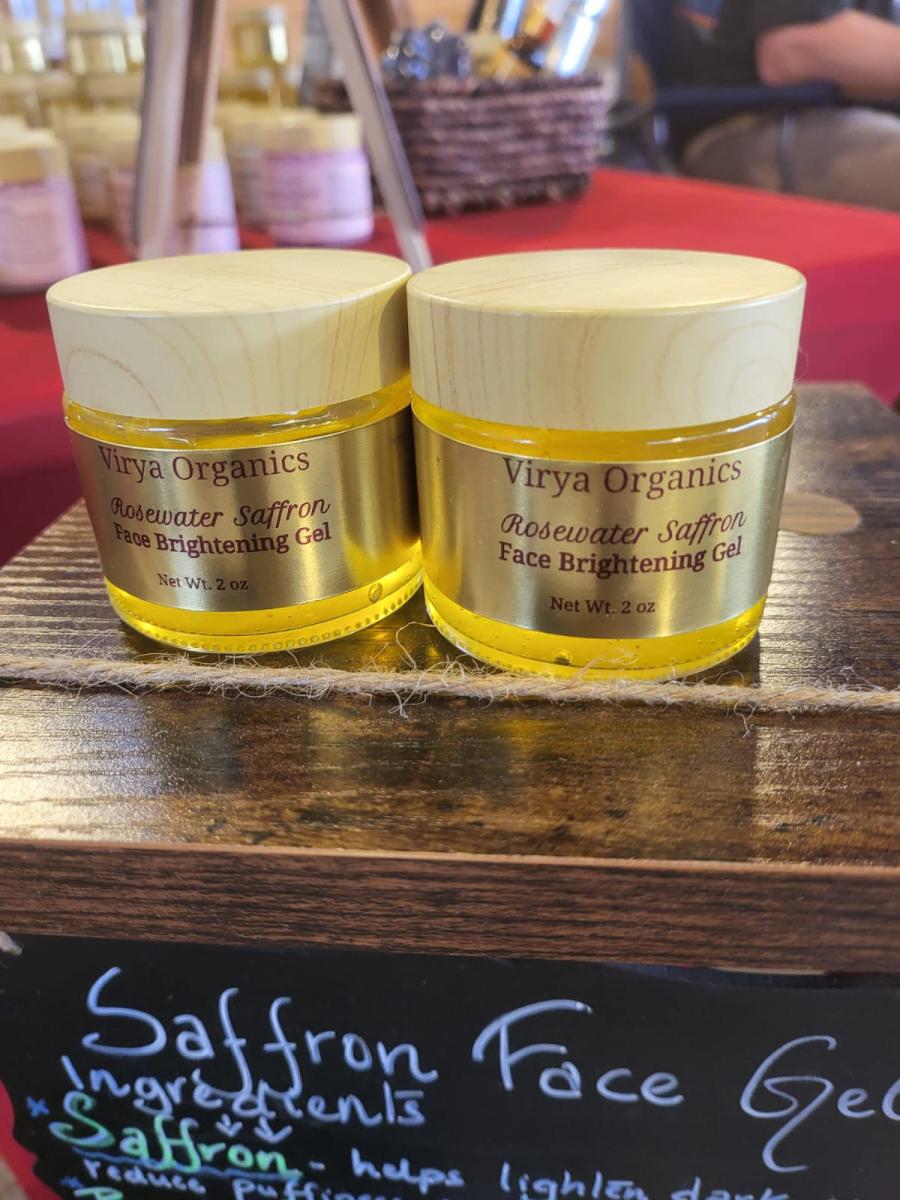 Virya Organics
Rosewater Saffron
Face Brightening Gel
Net Wt. 2 oz
Virya Organics
Rosewater Saffron
Face Brightening Gel
Net Wt. 2 oz
Saffron Face Gel
Ingredients
Saffron - helps lighten dark
reduce puffiness